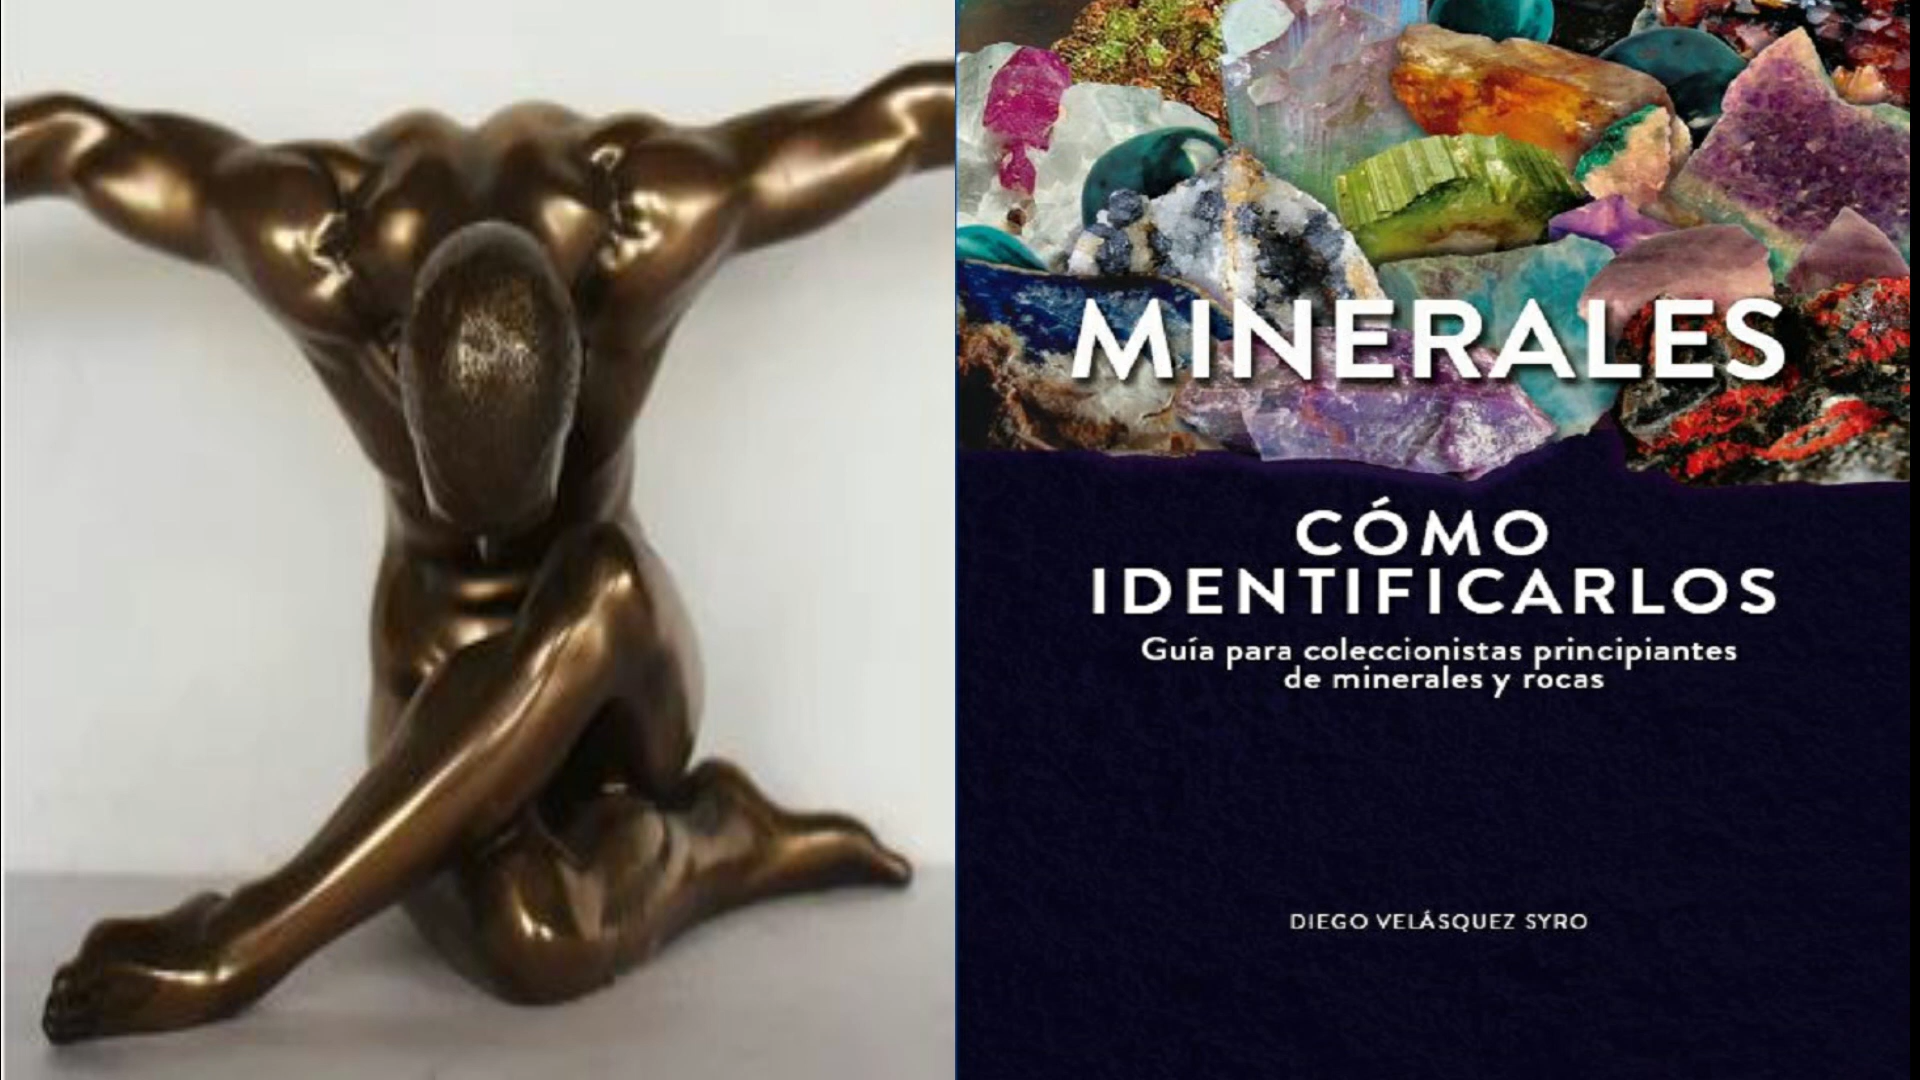 MINERALES
CÓMO
IDENTIFICARLOS
Guía para coleccionistas principiantes
de minerales y rocas
DIEGO VELÁSQUEZ SYRO